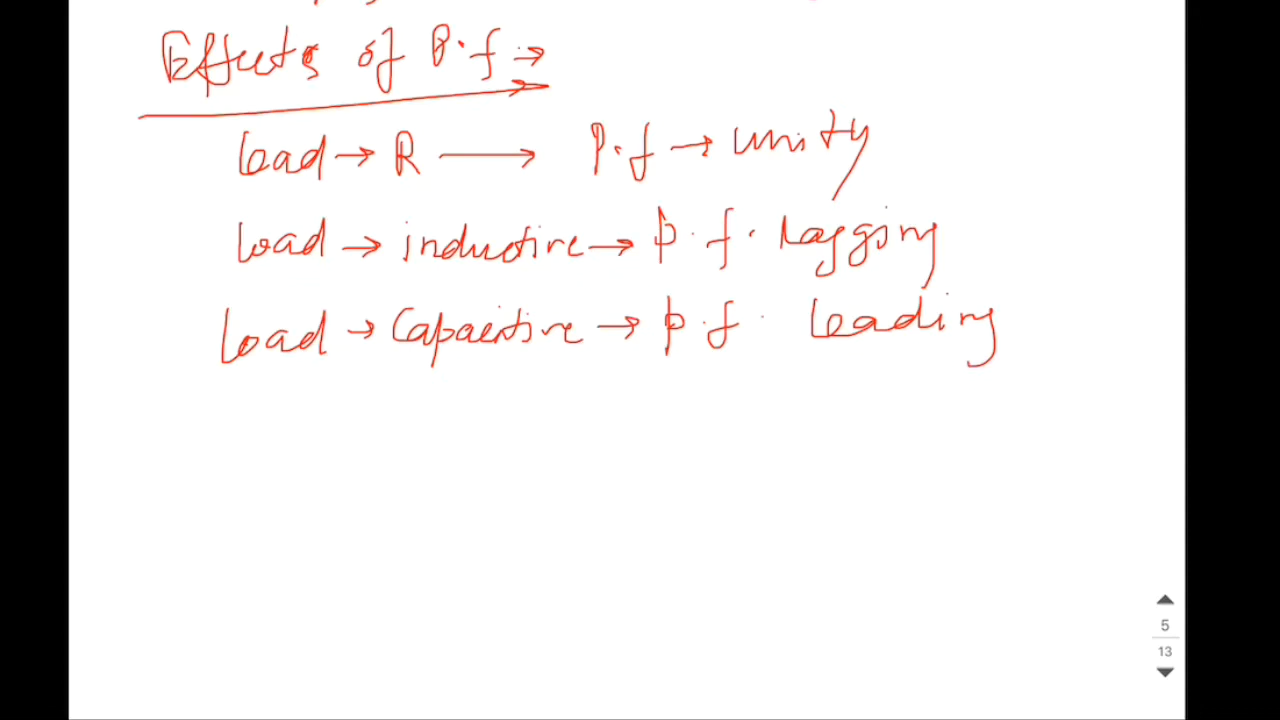 Effects of P.f →
Load → R → P.f → unity
Load → inductive → p.f. lagging
Load → Capacitive → p.f. leading
5
13